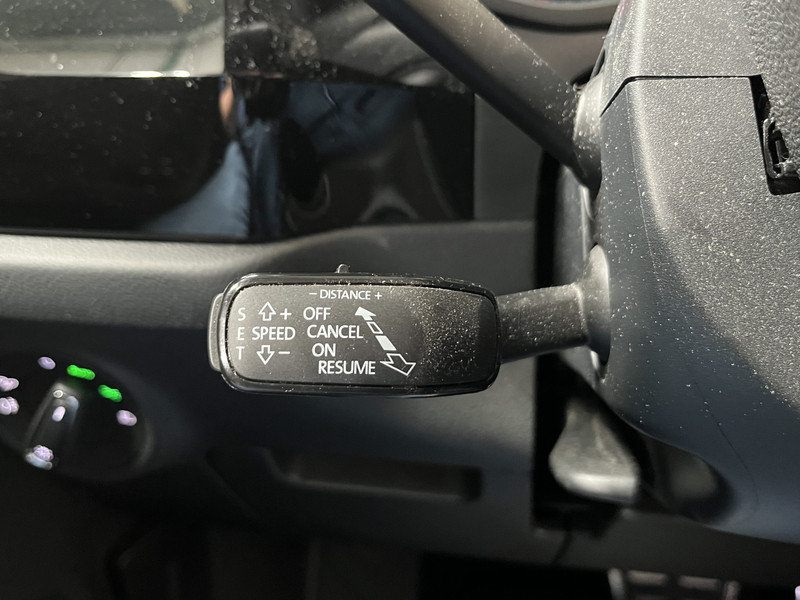 – DISTANCE +
S + OFF
E SPEED CANCEL
T – ON
RESUME